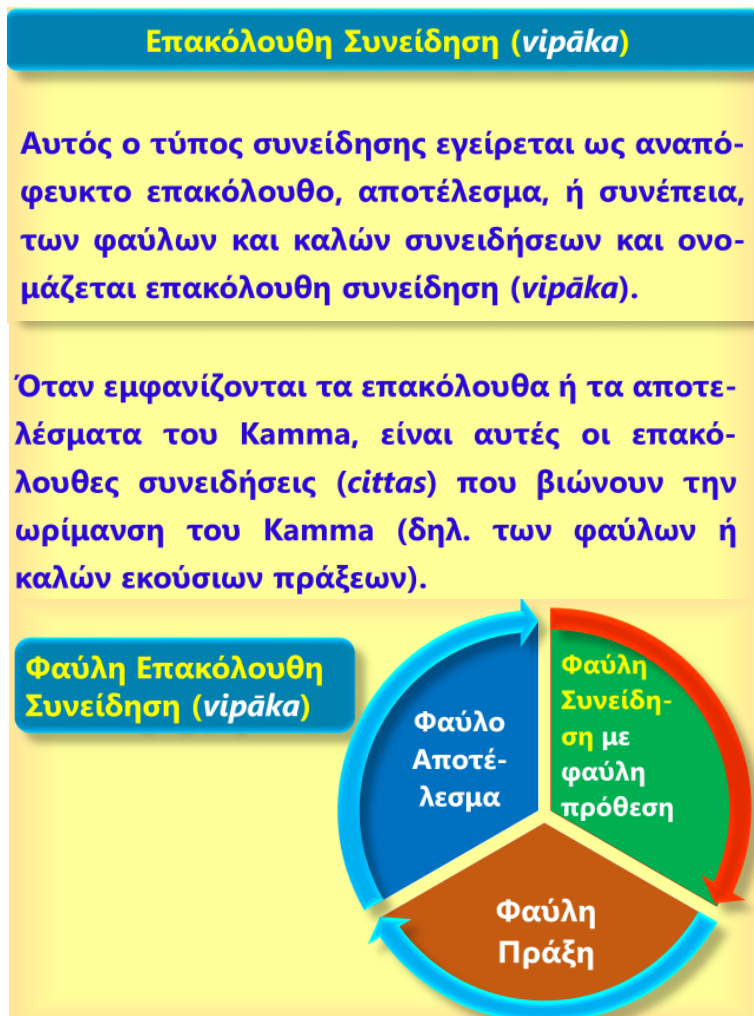 Επακόλουθη Συνείδηση (vipāka)
Αυτός ο τύπος συνείδησης εγείρεται ως αναπό-
φευκτο επακόλουθο, αποτέλεσμα, ή συνέπεια,
των φαύλων και καλών συνειδήσεων και ονο-
μάζεται επακόλουθη συνείδηση (vipāka).
Όταν εμφανίζονται τα επακόλουθα ή τα αποτε-
λέσματα του Kamma, είναι αυτές οι επακό-
λουθες συνειδήσεις (cittas) που βιώνουν την
ωρίμανση του Kamma (δηλ. των φαύλων ή
καλών εκούσιων πράξεων).
Φαύλη Επακόλουθη
Συνείδηση (vipāka)
Φαύλο
Αποτέ-
λεσμα
Φαύλη
Συνείδη-
ση με
φαύλη
πρόθεση
Φαύλη
Πράξη